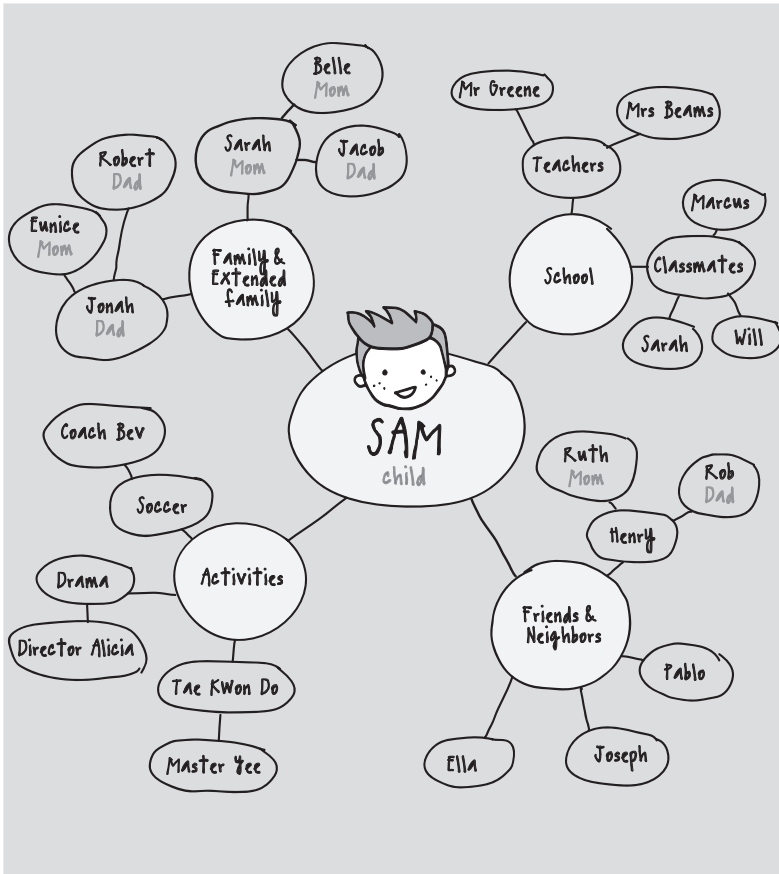 Belle
Mom
Sarah
Mom
Jacob
Dad
Robert
Dad
Eunice
Mom
Jonah
Dad
Family &
Extended
family
Mr Greene
Mrs Beams
Teachers
School
Marcus
Classmates
Sarah
Will
SAM
child
Coach Bev
Soccer
Activities
Drama
Director Alicia
Tae Kwon Do
Master Yee
Ruth
Mom
Rob
Dad
Henry
Friends &
Neighbors
Pablo
Joseph
Ella